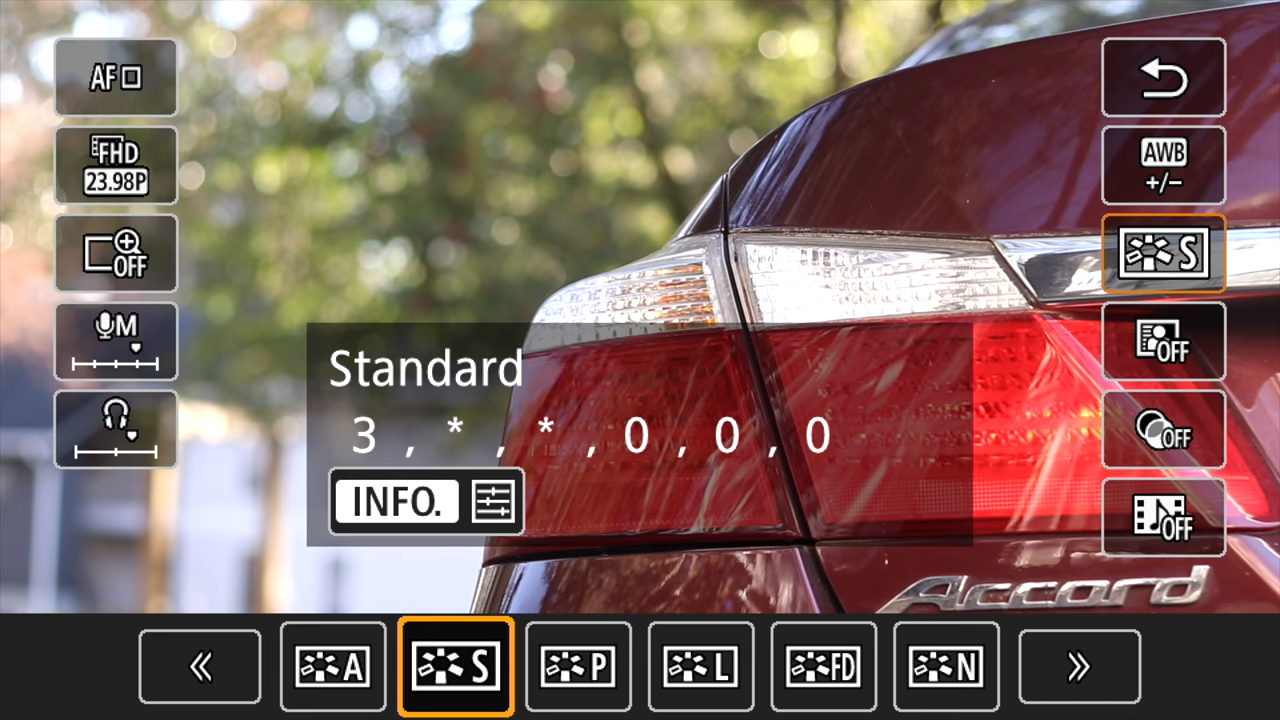 AF
FHD
23.98P
OFF
M
AWB
+/−
S
OFF
OFF
OFF
Standard
3 , * , * , 0 , 0 , 0
INFO.
Accord
« A S P L FD N »